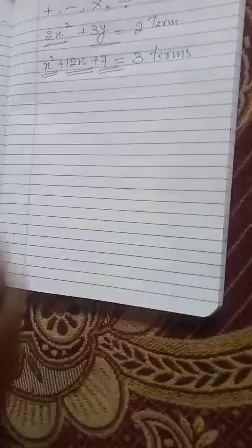 +, -, ×, ÷
2x² + 3y = 2 Term
x² + 12x + 7 = 3 terms